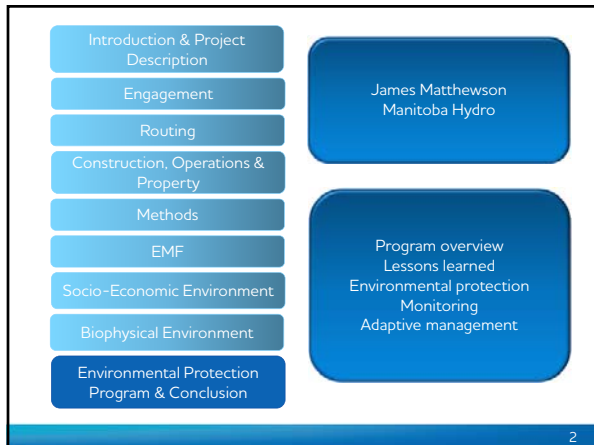 Introduction & Project
Description
Engagement
Routing
Construction, Operations &
Property
Methods
EMF
Socio-Economic Environment
Biophysical Environment
Environmental Protection
Program & Conclusion
James Matthewson
Manitoba Hydro
Program overview
Lessons learned
Environmental protection
Monitoring
Adaptive management
2